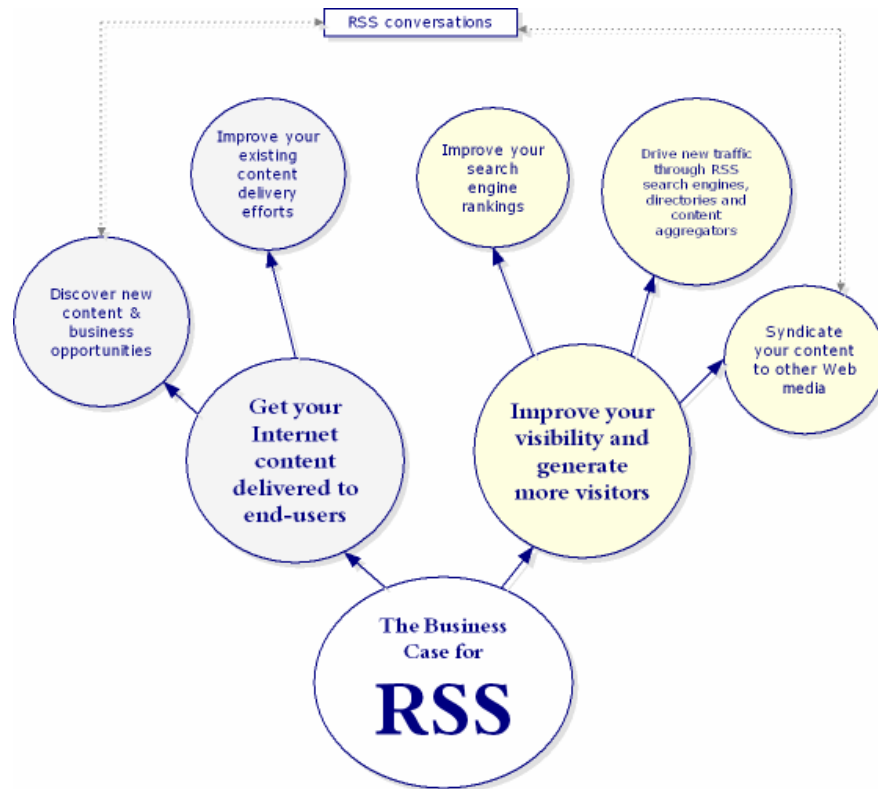 RSS conversations
Improve your
existing
content
delivery
efforts
Improve your
search
engine
rankings
Drive new traffic
through RSS
search engines,
directories and
content
aggregators
Discover new
content &
business
opportunities
Syndicate
your content
to other Web
media
Get your
Internet
content
delivered to
end-users
Improve your
visibility and
generate
more visitors
The Business
Case for
RSS